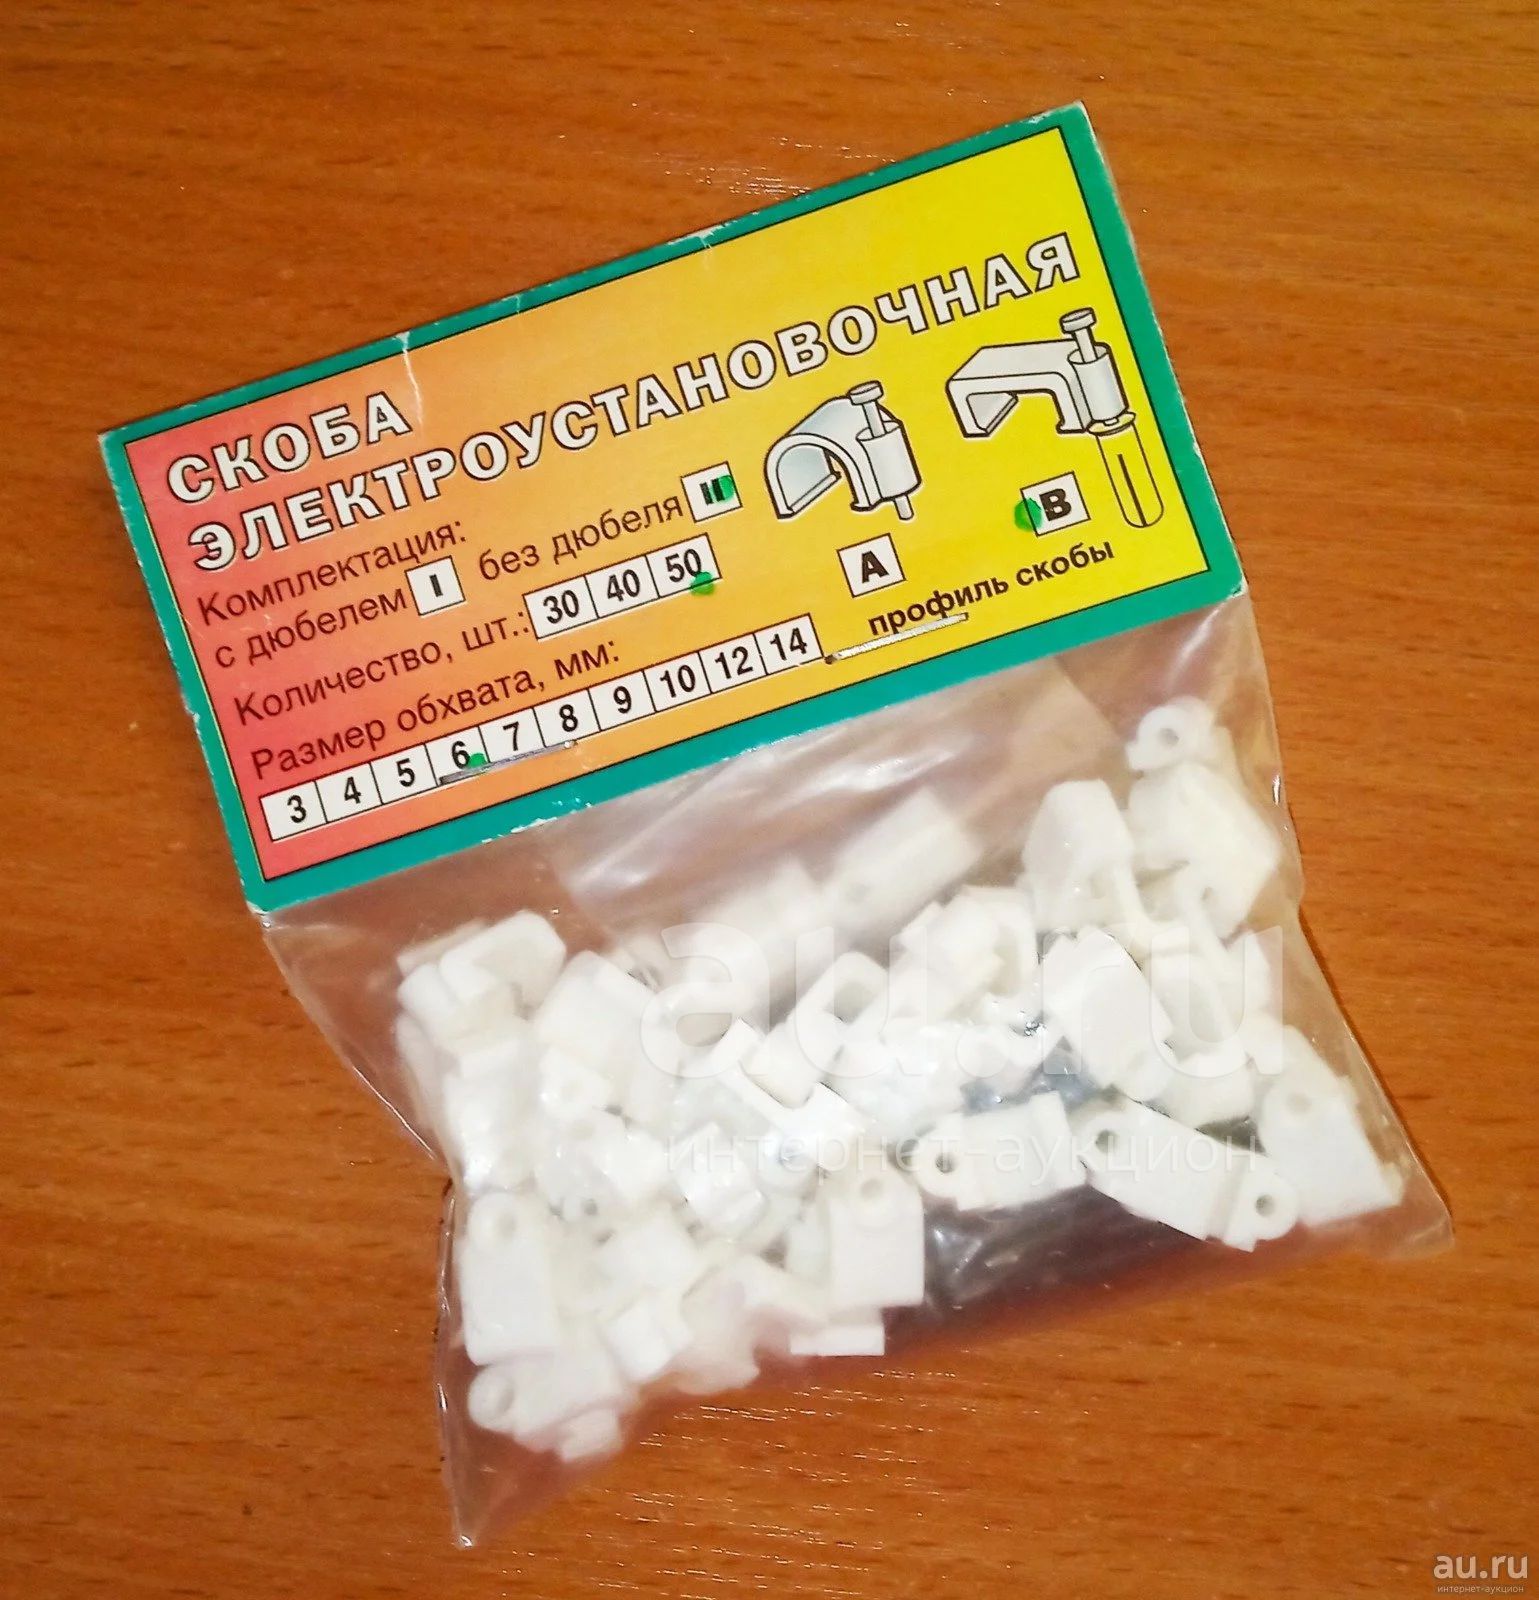 СКОБА
ЭЛЕКТРОУСТАНОВОЧНАЯ
Комплектация:
с дюбелем I без дюбеля II
Количество, шт.: 30 40 50
Размер обхвата, мм:
3 4 5 6 7 8 9 10 12 14
A B
профиль скобы
au.ru
интернет-аукцион
au.ru
интернет-аукцион